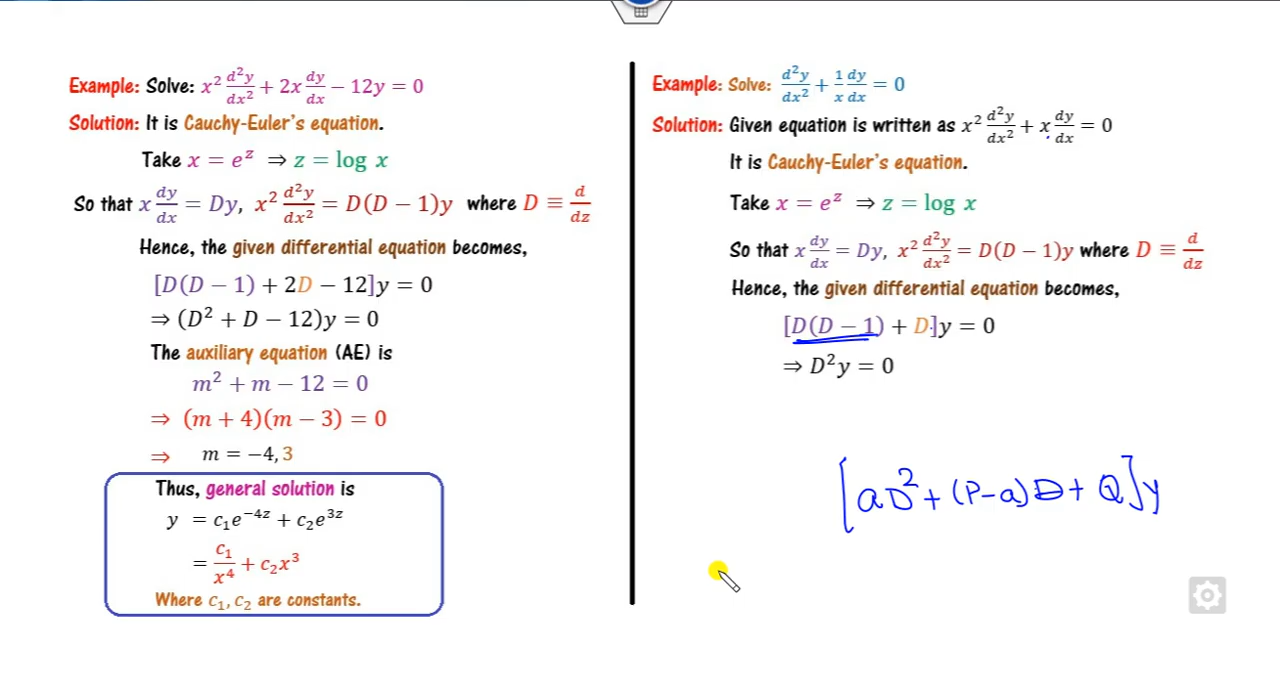 Example: Solve: x² d²y/dx² + 2x dy/dx − 12y = 0
Solution: It is Cauchy-Euler's equation.
Take x = e^z ⇒ z = log x
So that x dy/dx = Dy, x² d²y/dx² = D(D − 1)y where D ≡ d/dz
Hence, the given differential equation becomes,
[D(D − 1) + 2D − 12]y = 0
⇒ (D² + D − 12)y = 0
The auxiliary equation (AE) is
m² + m − 12 = 0
⇒ (m + 4)(m − 3) = 0
⇒ m = −4, 3
Thus, general solution is
y = c₁e^(−4z) + c₂e^(3z)
= c₁/x⁴ + c₂x³
Where c₁, c₂ are constants.
Example: Solve: d²y/dx² + 1/x dy/dx = 0
Solution: Given equation is written as x² d²y/dx² + x dy/dx = 0
It is Cauchy-Euler's equation.
Take x = e^z ⇒ z = log x
So that x dy/dx = Dy, x² d²y/dx² = D(D − 1)y where D ≡ d/dz
Hence, the given differential equation becomes,
[D(D − 1) + D]y = 0
⇒ D²y = 0
[aD² + (P−a)D + Q]y